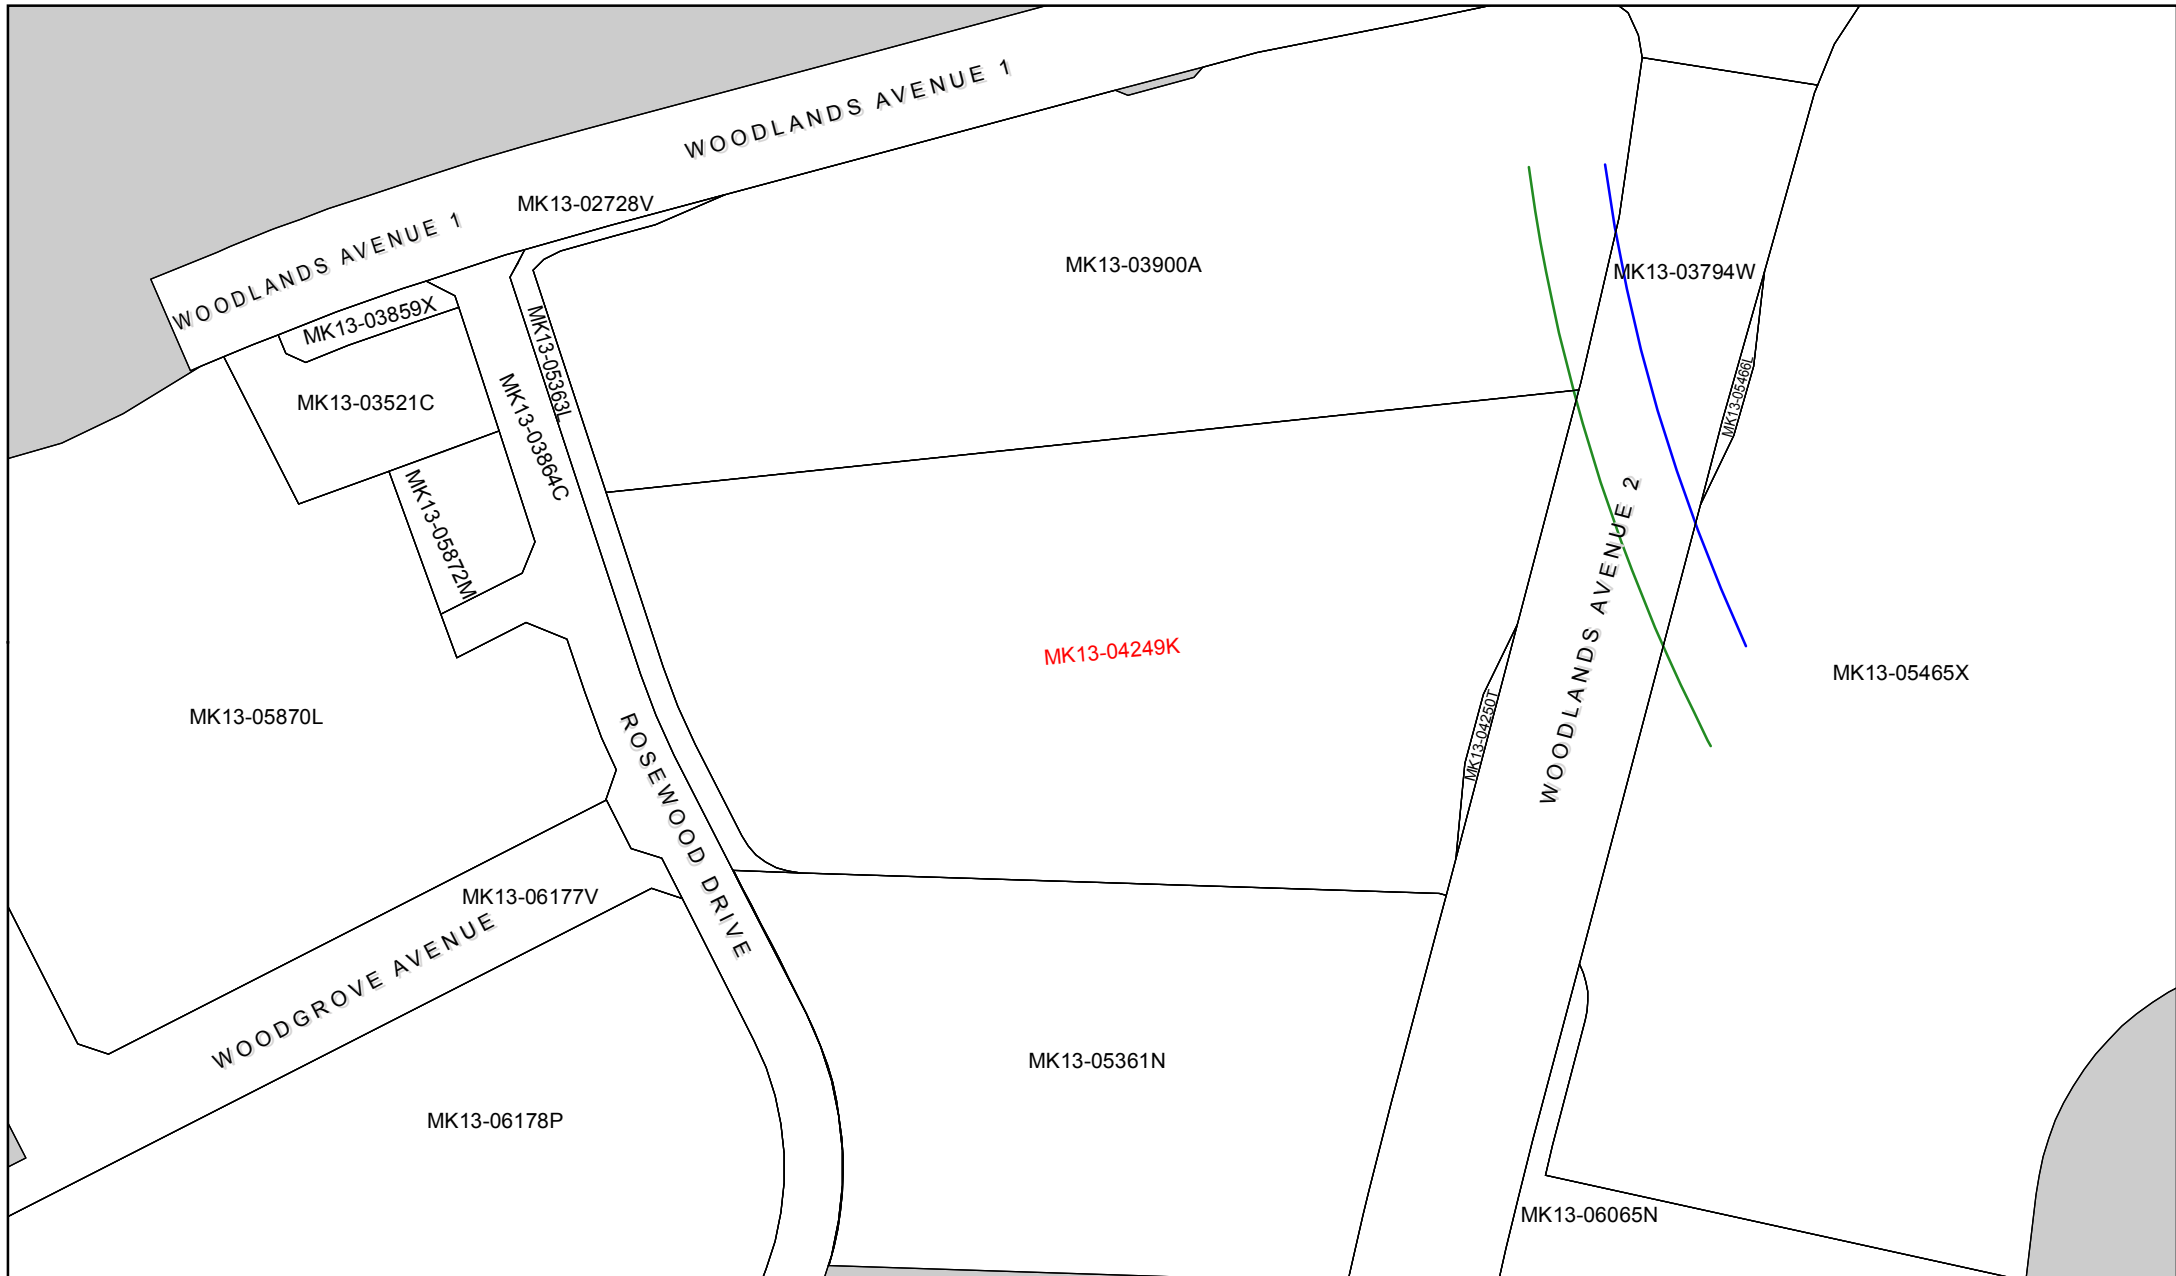 WOODLANDS AVENUE 1
MK13-02728V
WOODLANDS AVENUE 1
MK13-03900A
MK13-03794W
MK13-03859X
MK13-05363L
MK13-03521C
MK13-03864C
MK13-05466L
MK13-05872M
WOODLANDS AVENUE 2
MK13-04249K
MK13-05465X
MK13-05870L
MK13-04250T
ROSEWOOD DRIVE
MK13-06177V
WOODGROVE AVENUE
MK13-05361N
MK13-06178P
MK13-06065N